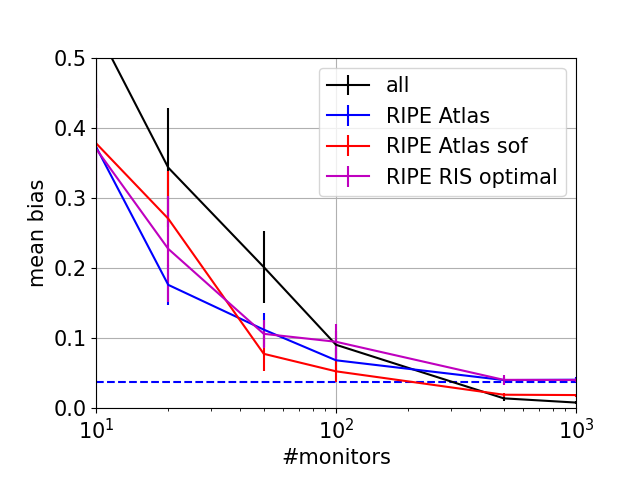 0.5
0.4
0.3
0.2
0.1
0.0
mean bias
10^1
10^2
10^3
#monitors
all
RIPE Atlas
RIPE Atlas sof
RIPE RIS optimal